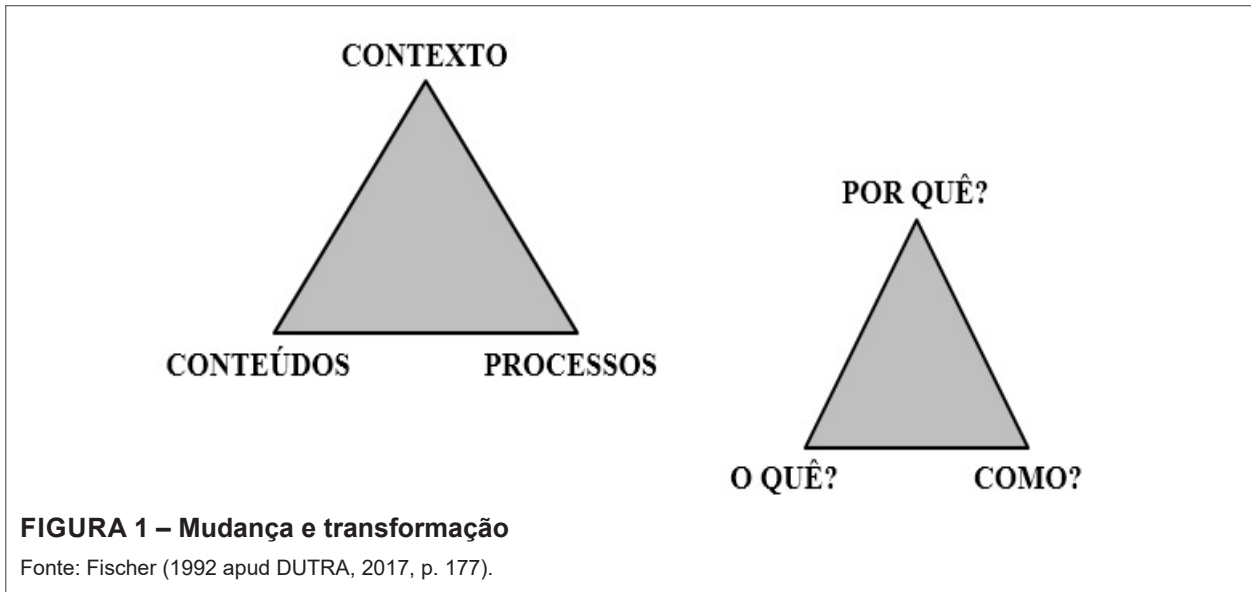 CONTEXTO
CONTEÚDOS PROCESSOS
POR QUÊ?
O QUÊ? COMO?
FIGURA 1 – Mudança e transformação
Fonte: Fischer (1992 apud DUTRA, 2017, p. 177).